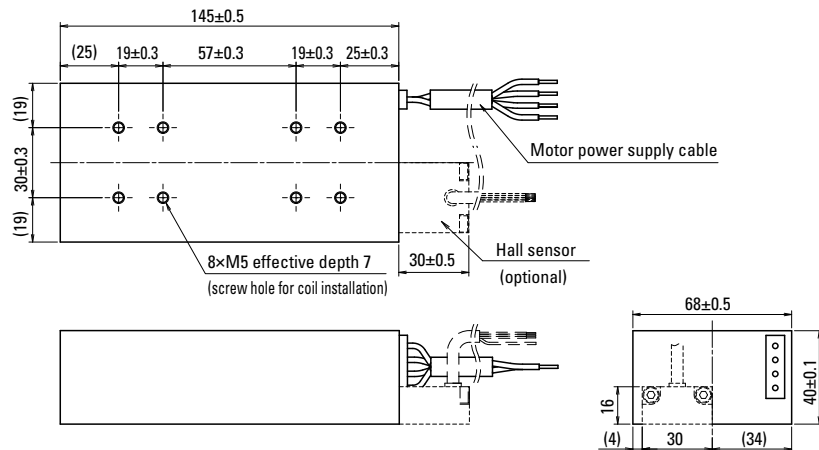 145±0.5
(25) 19±0.3 57±0.3 19±0.3 25±0.3
(19)
30±0.3
(19)
Motor power supply cable
8×M5 effective depth 7
(screw hole for coil installation)
30±0.5
Hall sensor
(optional)
68±0.5
40±0.1
16
(4) 30 (34)